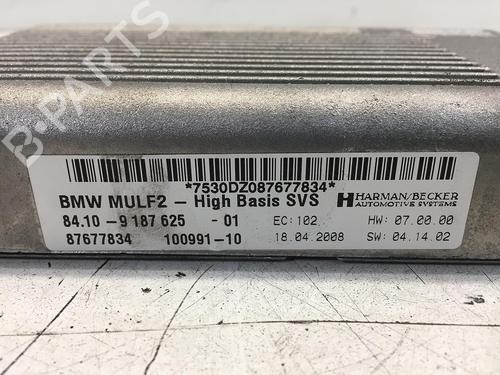 B-PARTS
*7530DZ087677834*
BMW MULF2 - High Basis SVS
HARMAN/BECKER
AUTOMOTIVE SYSTEMS
84.10 - 9 187 625 - 01
EC: 102
HW: 07.00.00
87677834 100991-10
18.04.2008
SW: 04.14.02